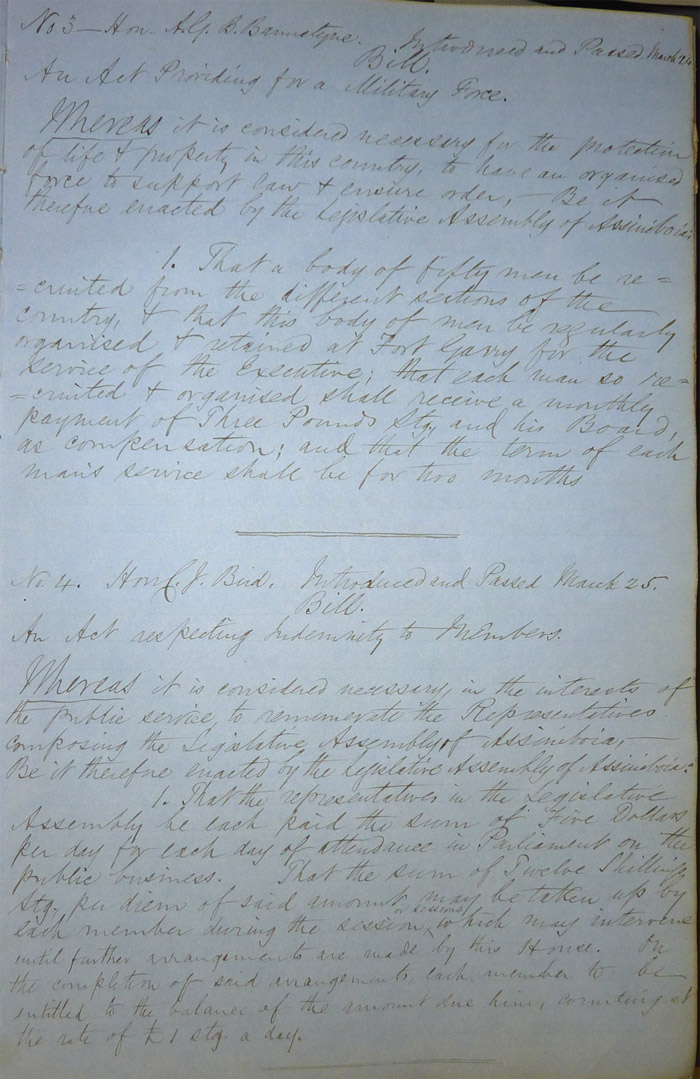 No 3 – Hon. A.G. B. Bannatyne. Introduced and Passed March 24
Bill.
An Act Providing for a Military Force.
Whereas it is considered necessary for the protection
of life & property in this country, to have an organised
force to support law & ensure order, – Be it
therefore enacted by the Legislative Assembly of Assiniboia:
1. That a body of fifty men be re=
=cruited from the different sections of the
country, & that this body of men be regularly
organised & retained at Fort Garry for the
service of the Executive; that each man so re=
=cruited & organised shall receive a monthly
payment of Three Pounds Stg, and his Board,
as compensation; and that the term of each
man's service shall be for two months
No. 4. Hon C. J. Bird. Introduced and Passed March 25.
Bill.
An Act respecting Indemnity to Members.
Whereas it is considered necessary, in the interests of
the public service, to remunerate the Representatives
composing the Legislative Assembly of Assiniboia, –
Be it therefore enacted by the Legislative Assembly of Assiniboia:
1. That the representatives in the Legislative
Assembly be each paid the sum of Five Dollars
per day for each day of attendance in Parliament on the
public business. That the sum of Twelve Shillings
Stg. per diem of said amount may be taken up by
each member during the session, or sessions, which may intervene
until further arrangements are made by this House. On
the completion of said arrangements, each member to be
entitled to the balance of the amount due him, counting at
the rate of £1 stg a day.